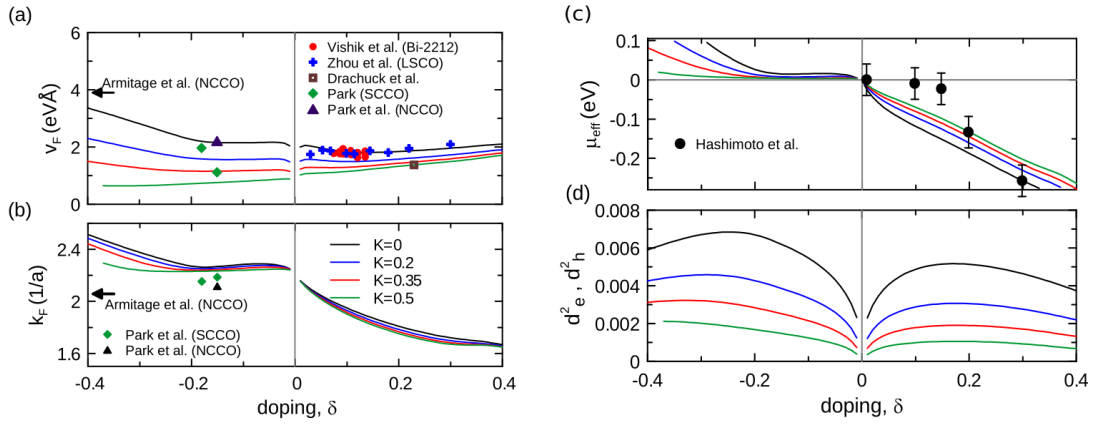 (a)
6
4
2
0
v_F (eVÅ)
Armitage et al. (NCCO)
Vishik et al. (Bi-2212)
Zhou et al. (LSCO)
Drachuck et al.
Park (SCCO)
Park et al. (NCCO)
(b)
2.4
2
1.6
k_F (1/a)
Armitage et al. (NCCO)
Park et al. (SCCO)
Park et al. (NCCO)
K=0
K=0.2
K=0.35
K=0.5
-0.4 -0.2 0 0.2 0.4
doping, δ
(c)
0.1
0
-0.1
-0.2
μ_eff (eV)
Hashimoto et al.
(d)
0.008
0.006
0.004
0.002
0
d²_e , d²_h
-0.4 -0.2 0 0.2 0.4
doping, δ